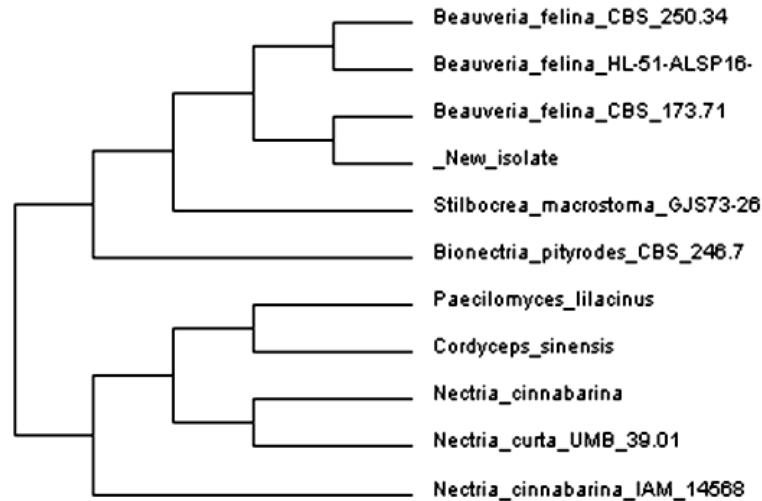 Beauveria_felina_CBS_250.34
Beauveria_felina_HL-51-ALSP16-
Beauveria_felina_CBS_173.71
_New_isolate
Stilbocrea_macrostoma_GJS73-26
Bionectria_pityrodes_CBS_246.7
Paecilomyces_lilacinus
Cordyceps_sinensis
Nectria_cinnabarina
Nectria_curta_UMB_39.01
Nectria_cinnabarina_IAM_14568